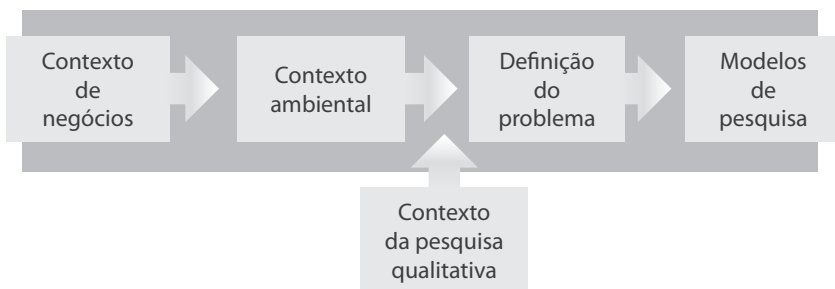 Contexto
de
negócios
Contexto
ambiental
Definição
do
problema
Modelos
de
pesquisa
Contexto
da pesquisa
qualitativa